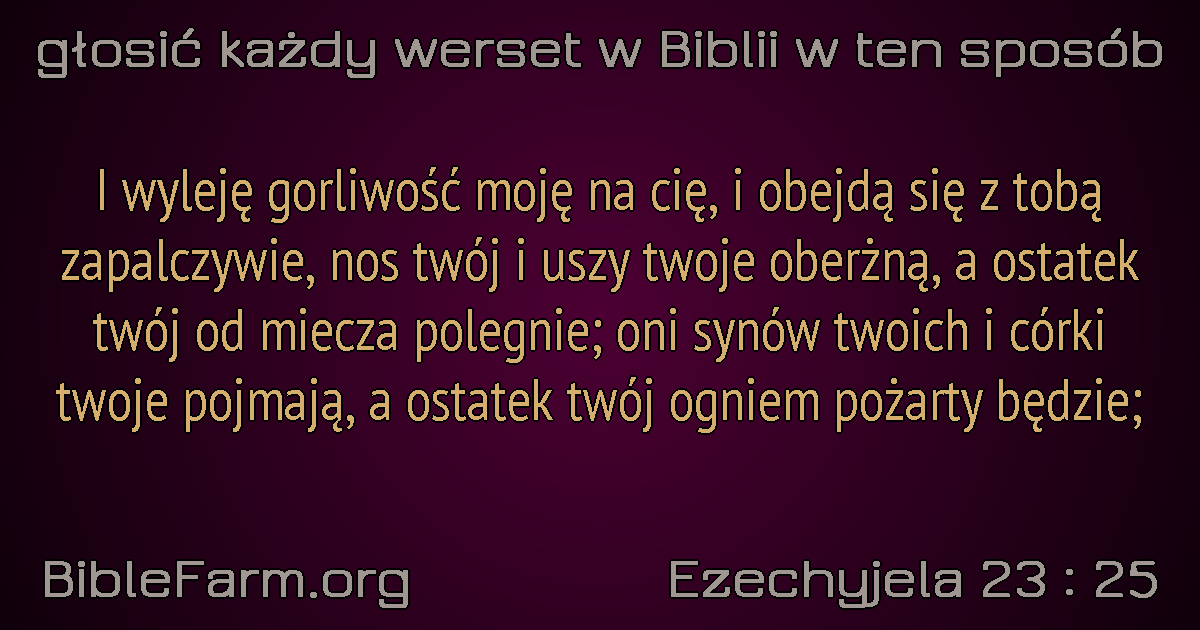 głosić każdy werset w Biblii w ten sposób
I wyleję gorliwość moję na cię, i obejdą się z tobą
zapalczywie, nos twój i uszy twoje oberżną, a ostatek
twój od miecza polegnie; oni synów twoich i córki
twoje pojmają, a ostatek twój ogniem pożarty będzie;
BibleFarm.org
Ezechyjela 23 : 25